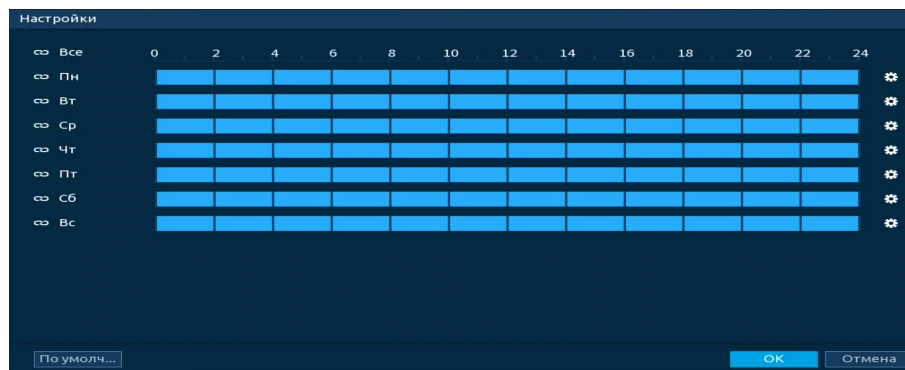 Настройки
Все 0 2 4 6 8 10 12 14 16 18 20 22 24
Пн
Вт
Ср
Чт
Пт
Сб
Вс
По умолч... OK Отмена